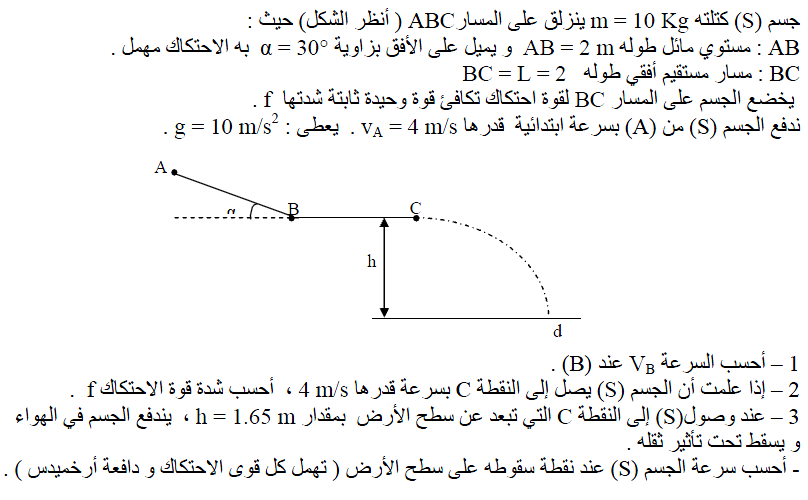 جسم (S) كتلته m = 10 Kg ينزلق على المسار ABC ( أنظر الشكل) حيث :
AB : مستوي مائل طوله AB = 2 m و يميل على الأفق بزاوية α = 30° به الاحتكاك مهمل .
BC : مسار مستقيم أفقي طوله BC = L = 2
يخضع الجسم على المسار BC لقوة احتكاك تكافئ قوة وحيدة ثابتة شدتها f .
ندفع الجسم (S) من (A) بسرعة ابتدائية قدرها vA = 4 m/s . يعطى : g = 10 m/s² .
A
α
B
C
h
d
1 – أحسب السرعة VB عند (B) .
2 – إذا علمت أن الجسم (S) يصل إلى النقطة C بسرعة قدرها 4 m/s ، أحسب شدة قوة الاحتكاك f .
3 – عند وصول(S) إلى النقطة C التي تبعد عن سطح الأرض بمقدار h = 1.65 m ، يندفع الجسم في الهواء
و يسقط تحت تأثير ثقله .
- أحسب سرعة الجسم (S) عند نقطة سقوطه على سطح الأرض ( تهمل كل قوى الاحتكاك و دافعة أرخميدس ) .